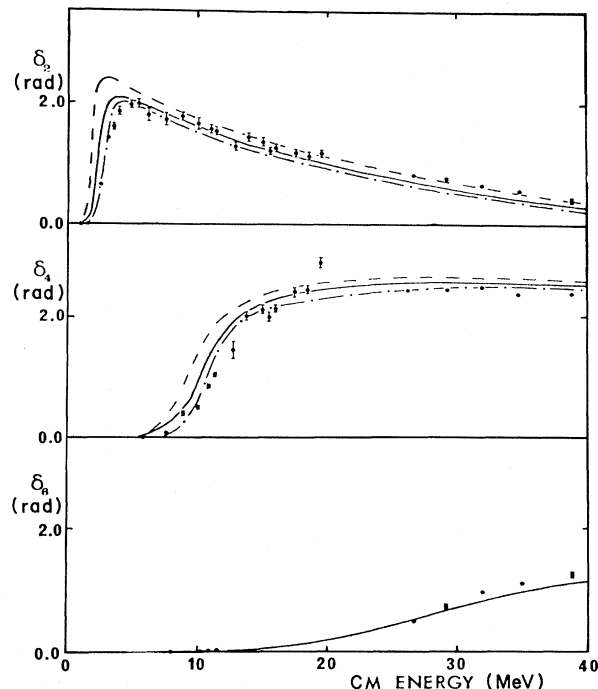 δ₂
(rad)
2.0
0.0
δ₄
(rad)
2.0
0.0
δ₆
(rad)
2.0
0.0
0 10 20 30 40
CM ENERGY (MeV)